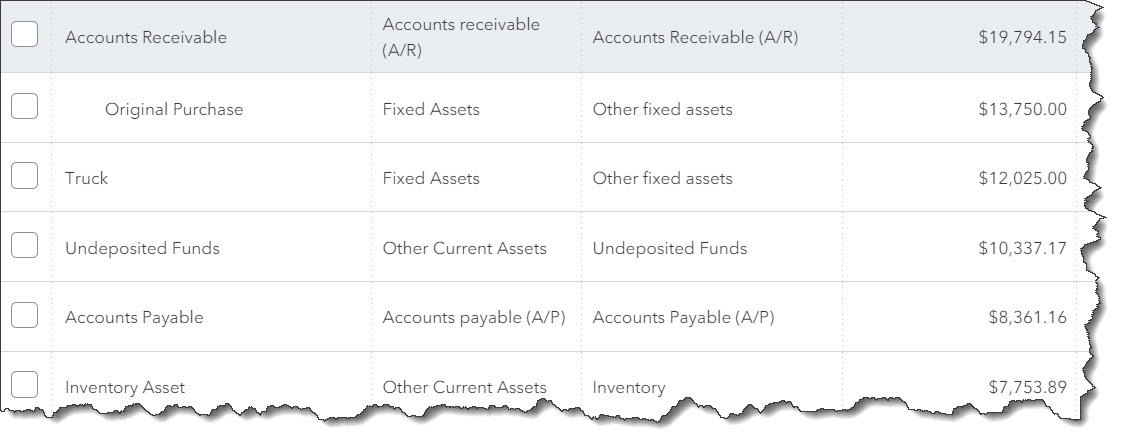 Accounts Receivable Accounts receivable (A/R) Accounts Receivable (A/R) $19,794.15
Original Purchase Fixed Assets Other fixed assets $13,750.00
Truck Fixed Assets Other fixed assets $12,025.00
Undeposited Funds Other Current Assets Undeposited Funds $10,337.17
Accounts Payable Accounts payable (A/P) Accounts Payable (A/P) $8,361.16
Inventory Asset Other Current Assets Inventory $7,753.89